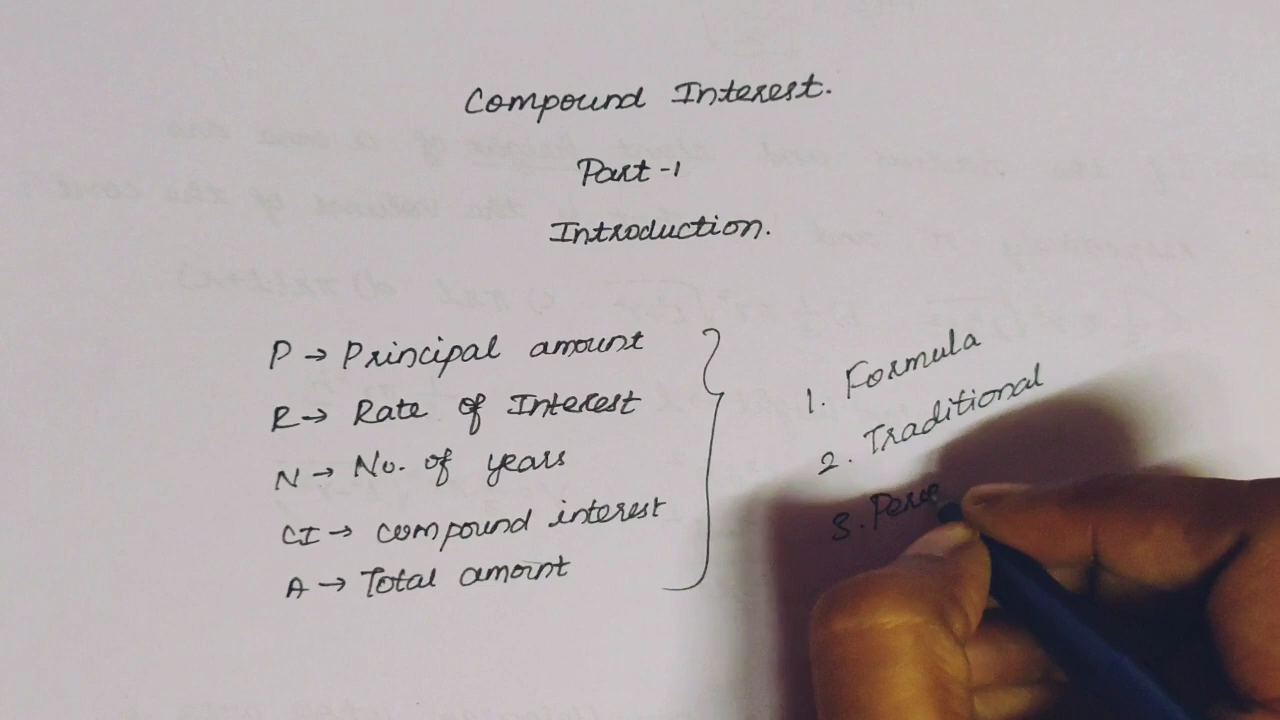 Compound Interest.
Part-1
Introduction.
P → Principal amount
R → Rate of Interest
N → No. of years
CI → compound interest
A → Total amount
1. Formula
2. Traditional
3. Perce